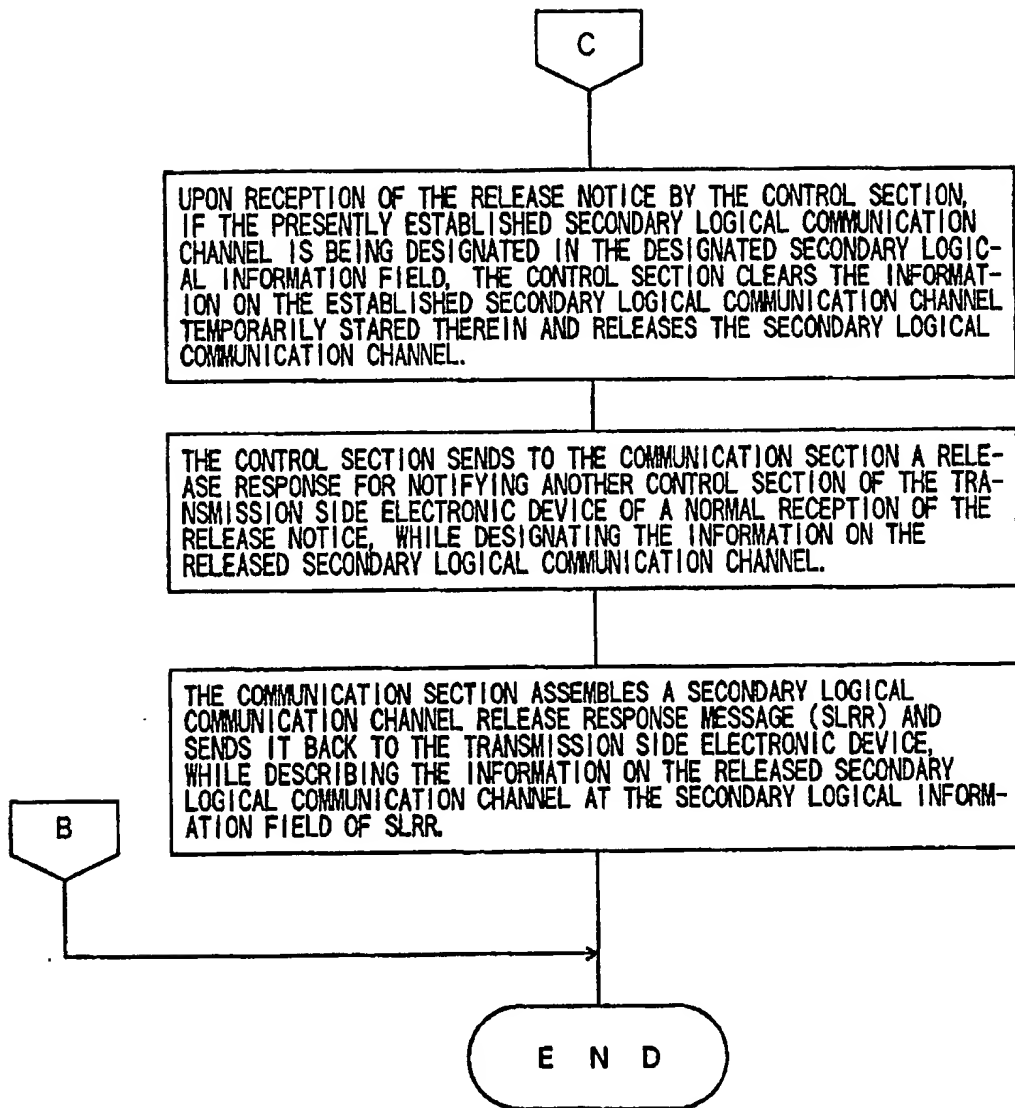 C
UPON RECEPTION OF THE RELEASE NOTICE BY THE CONTROL SECTION,
IF THE PRESENTLY ESTABLISHED SECONDARY LOGICAL COMMUNICATION
CHANNEL IS BEING DESIGNATED IN THE DESIGNATED SECONDARY LOGIC-
AL INFORMATION FIELD, THE CONTROL SECTION CLEARS THE INFORMAT-
ION ON THE ESTABLISHED SECONDARY LOGICAL COMMUNICATION CHANNEL
TEMPORARILY STARED THEREIN AND RELEASES THE SECONDARY LOGICAL
COMMUNICATION CHANNEL.
THE CONTROL SECTION SENDS TO THE COMMUNICATION SECTION A RELE-
ASE RESPONSE FOR NOTIFYING ANOTHER CONTROL SECTION OF THE TRA-
NSMISSION SIDE ELECTRONIC DEVICE OF A NORMAL RECEPTION OF THE
RELEASE NOTICE, WHILE DESIGNATING THE INFORMATION ON THE
RELEASED SECONDARY LOGICAL COMMUNICATION CHANNEL.
THE COMMUNICATION SECTION ASSEMBLES A SECONDARY LOGICAL
COMMUNICATION CHANNEL RELEASE RESPONSE MESSAGE (SLRR) AND
SENDS IT BACK TO THE TRANSMISSION SIDE ELECTRONIC DEVICE,
WHILE DESCRIBING THE INFORMATION ON THE RELEASED SECONDARY
LOGICAL COMMUNICATION CHANNEL AT THE SECONDARY LOGICAL INFORM-
ATION FIELD OF SLRR.
B
END